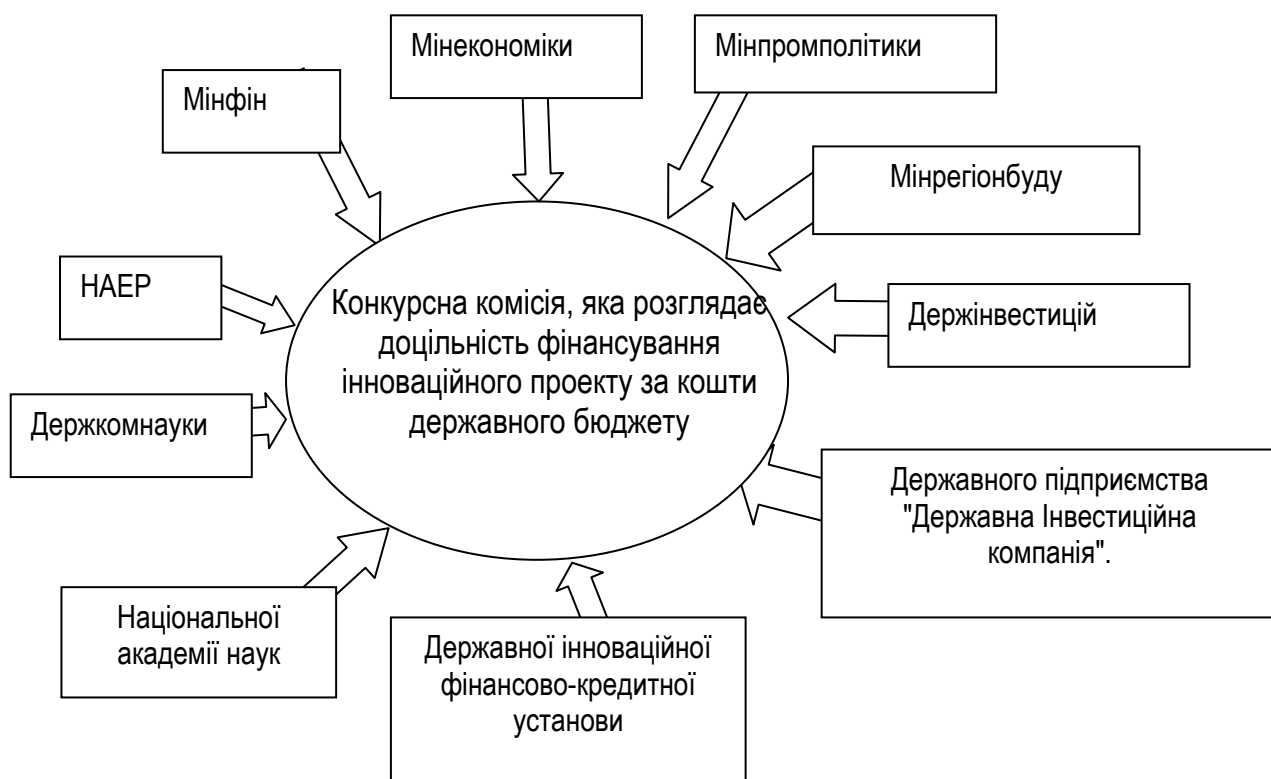 Мінекономіки
Мінпромполітики
Мінфін
Мінрегіонбуду
НАЕР
Держінвестицій
Конкурсна комісія, яка розглядає
доцільність фінансування
інноваційного проекту за кошти
державного бюджету
Держкомнауки
Державного підприємства
"Державна Інвестиційна
компанія".
Національної
академії наук
Державної інноваційної
фінансово-кредитної
установи